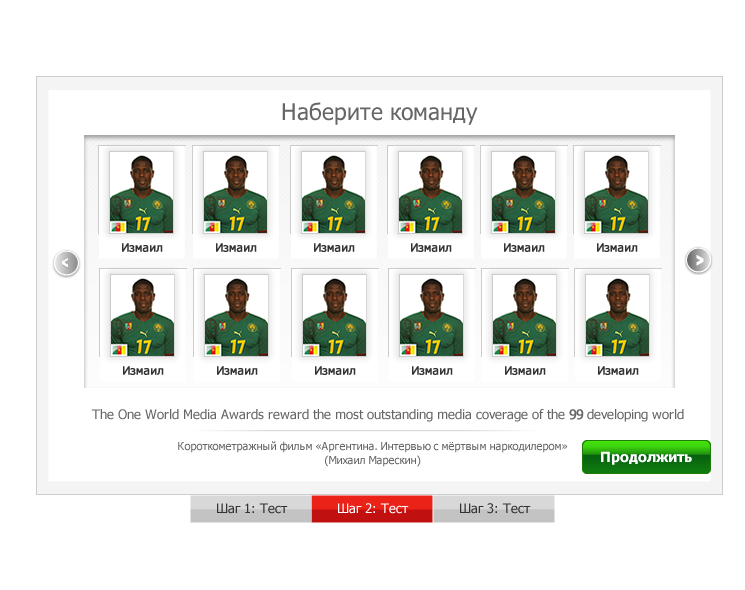 Наберите команду
17 17 17 17 17 17
Измаил Измаил Измаил Измаил Измаил Измаил
< >
17 17 17 17 17 17
Измаил Измаил Измаил Измаил Измаил Измаил
The One World Media Awards reward the most outstanding media coverage of the 99 developing world
Короткометражный фильм «Аргентина. Интервью с мёртвым наркодилером»
(Михаил Марескин)
Продолжить
Шаг 1: Тест Шаг 2: Тест Шаг 3: Тест